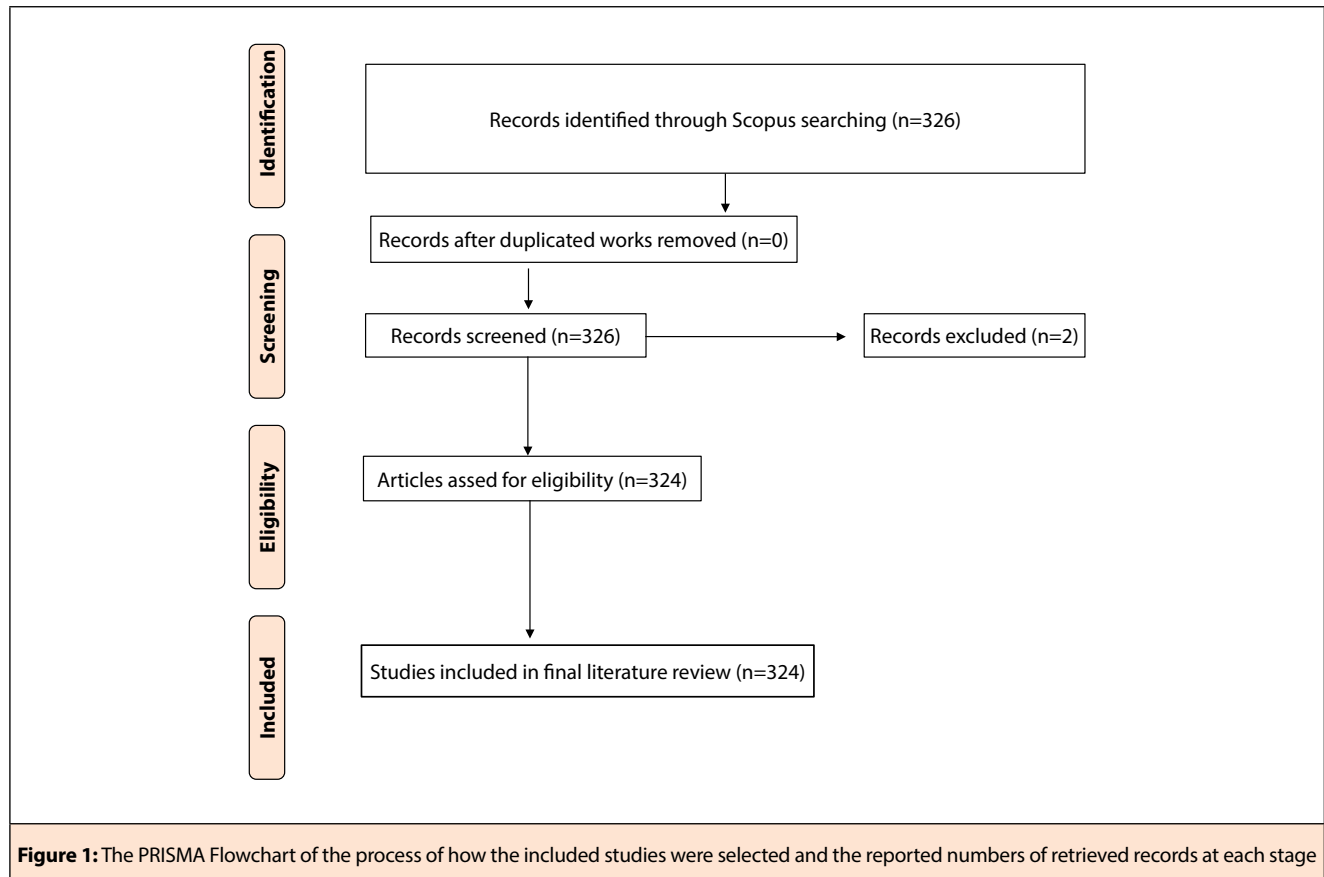 Identification
Records identified through Scopus searching (n=326)
Screening
Records after duplicated works removed (n=0)
Records screened (n=326)
Records excluded (n=2)
Eligibility
Articles assed for eligibility (n=324)
Included
Studies included in final literature review (n=324)
Figure 1: The PRISMA Flowchart of the process of how the included studies were selected and the reported numbers of retrieved records at each stage